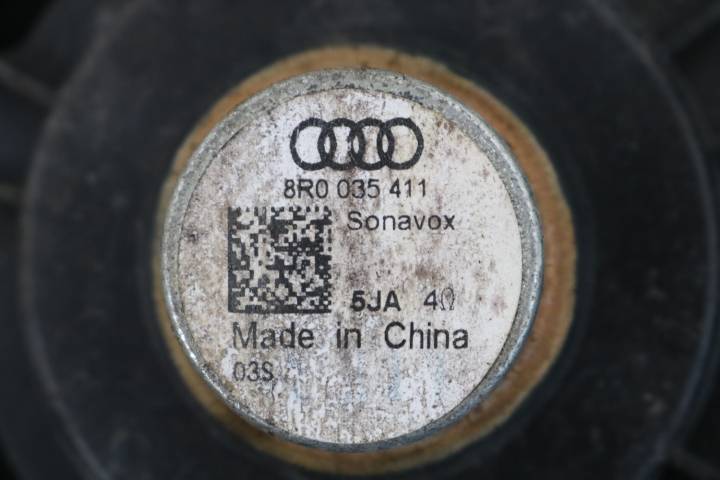 8R0 035 411
Sonavox
5JA 4Ω
Made in China
03S